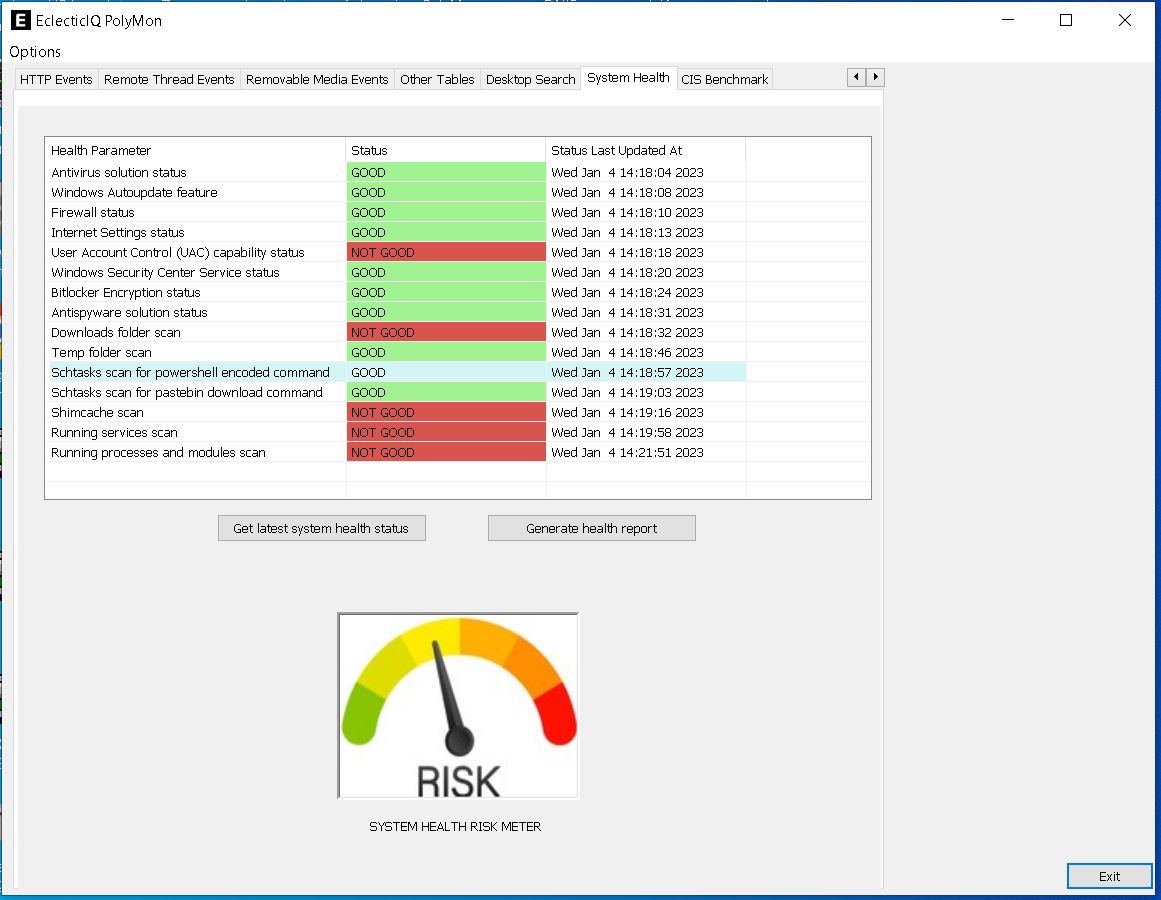 E EclecticIQ PolyMon
Options
HTTP Events Remote Thread Events Removable Media Events Other Tables Desktop Search System Health CIS Benchmark
Health Parameter Status Status Last Updated At
Antivirus solution status GOOD Wed Jan 4 14:18:04 2023
Windows Autoupdate feature GOOD Wed Jan 4 14:18:08 2023
Firewall status GOOD Wed Jan 4 14:18:10 2023
Internet Settings status GOOD Wed Jan 4 14:18:13 2023
User Account Control (UAC) capability status NOT GOOD Wed Jan 4 14:18:18 2023
Windows Security Center Service status GOOD Wed Jan 4 14:18:20 2023
Bitlocker Encryption status GOOD Wed Jan 4 14:18:24 2023
Antispyware solution status GOOD Wed Jan 4 14:18:31 2023
Downloads folder scan NOT GOOD Wed Jan 4 14:18:32 2023
Temp folder scan GOOD Wed Jan 4 14:18:46 2023
Schtasks scan for powershell encoded command GOOD Wed Jan 4 14:18:57 2023
Schtasks scan for pastebin download command GOOD Wed Jan 4 14:19:03 2023
Shimcache scan NOT GOOD Wed Jan 4 14:19:16 2023
Running services scan NOT GOOD Wed Jan 4 14:19:58 2023
Running processes and modules scan NOT GOOD Wed Jan 4 14:21:51 2023
Get latest system health status Generate health report
RISK
SYSTEM HEALTH RISK METER
Exit